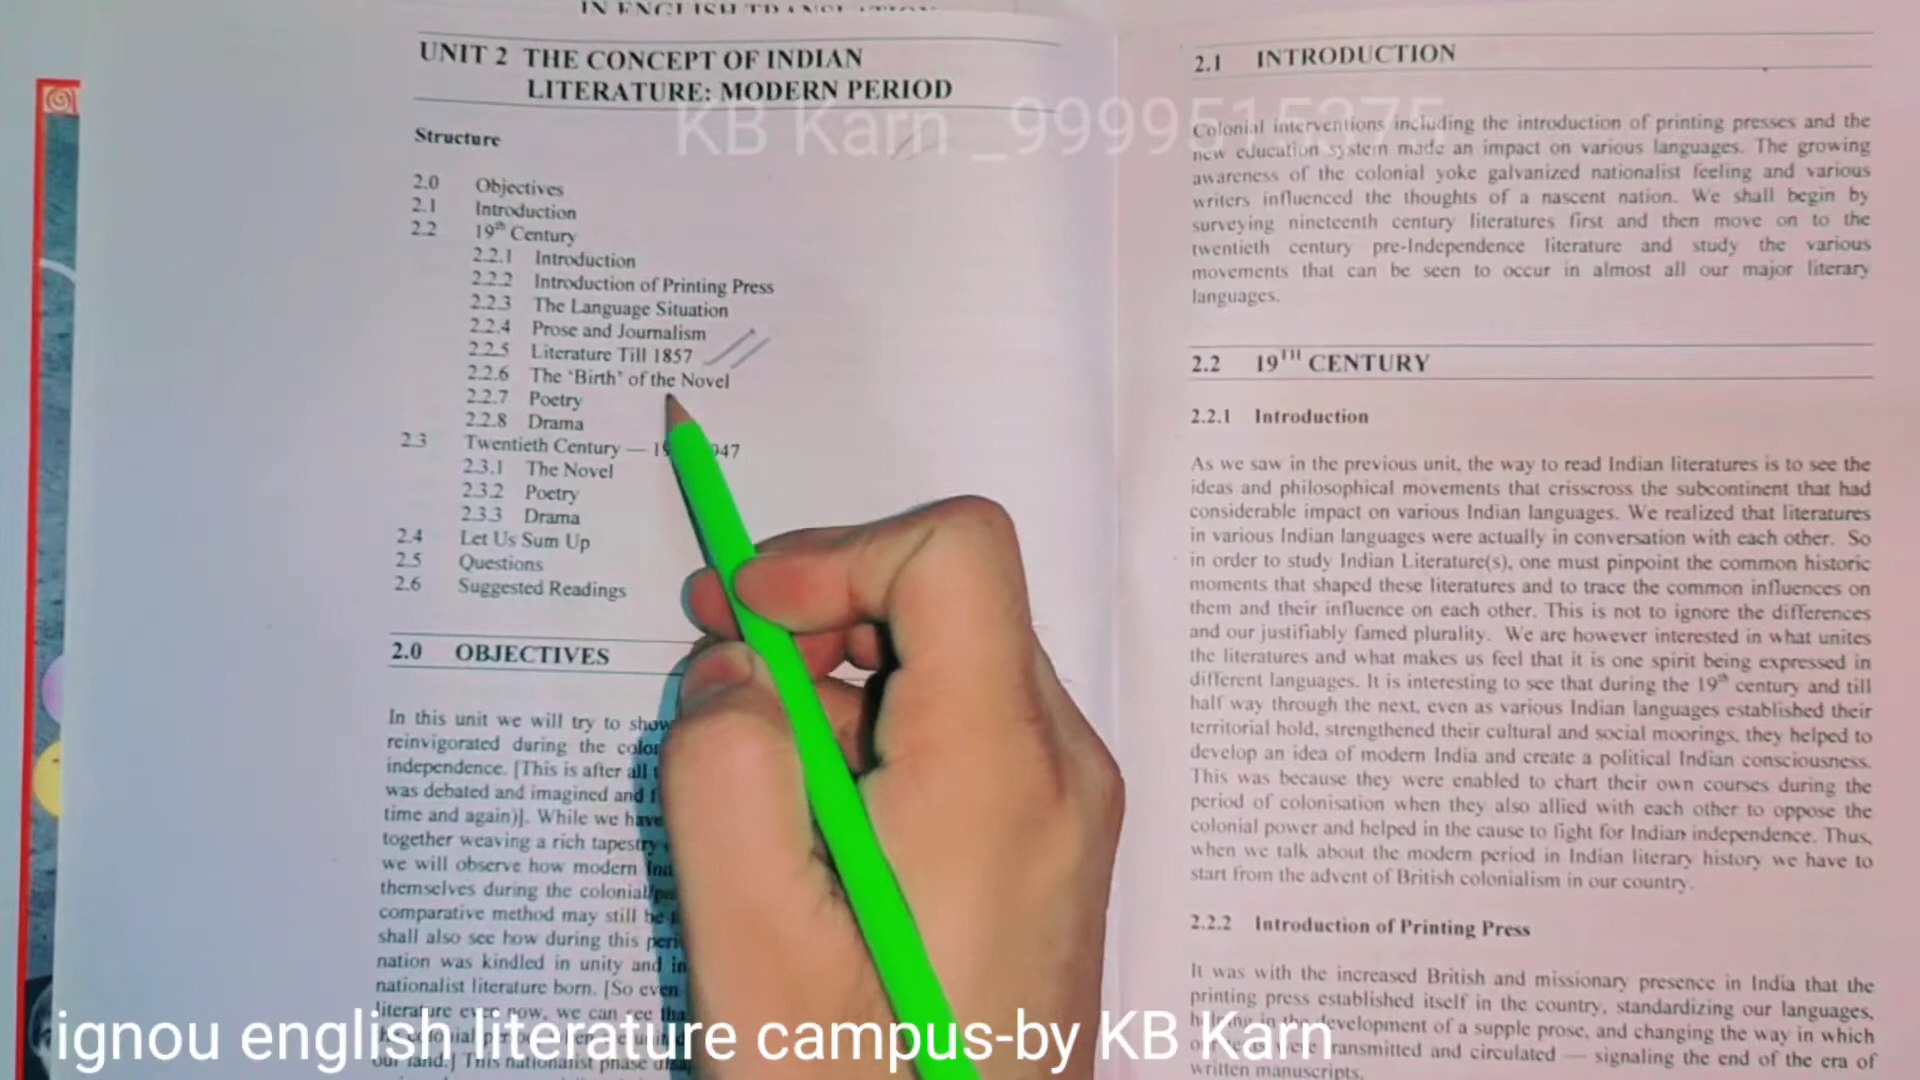 UNIT 2 THE CONCEPT OF INDIAN
LITERATURE: MODERN PERIOD
Structure
2.0 Objectives
2.1 Introduction
2.2 19th Century
2.2.1 Introduction
2.2.2 Introduction of Printing Press
2.2.3 The Language Situation
2.2.4 Prose and Journalism
2.2.5 Literature Till 1857
2.2.6 The 'Birth' of the Novel
2.2.7 Poetry
2.2.8 Drama
2.3 Twentieth Century —
2.3.1 The Novel
2.3.2 Poetry
2.3.3 Drama
2.4 Let Us Sum Up
2.5 Questions
2.6 Suggested Readings
2.0 OBJECTIVES
In this unit we will try to show
reinvigorated during the
independence. [This is after all
was debated and imagined and
time and again)]. While we have
together weaving a rich tapestry
we will observe how modern
themselves during the colonial
comparative method may still be
shall also see how during this
nation was kindled in unity and
nationalist literature born. [So even
literature ever now, we can see
our land.] This nationalist phase
2.1 INTRODUCTION
Colonial interventions including the introduction of printing presses and the
new education system made an impact on various languages. The growing
awareness of the colonial yoke galvanized nationalist feeling and various
writers influenced the thoughts of a nascent nation. We shall begin by
surveying nineteenth century literatures first and then move on to the
twentieth century pre-Independence literature and study the various
movements that can be seen to occur in almost all our major literary
languages.
2.2 19TH CENTURY
2.2.1 Introduction
As we saw in the previous unit, the way to read Indian literatures is to see the
ideas and philosophical movements that crisscross the subcontinent that had
considerable impact on various Indian languages. We realized that literatures
in various Indian languages were actually in conversation with each other. So
in order to study Indian Literature(s), one must pinpoint the common historic
moments that shaped these literatures and to trace the common influences on
them and their influence on each other. This is not to ignore the differences
and our justifiably famed plurality. We are however interested in what unites
the literatures and what makes us feel that it is one spirit being expressed in
different languages. It is interesting to see that during the 19th century and till
half way through the next, even as various Indian languages established their
territorial hold, strengthened their cultural and social moorings, they helped to
develop an idea of modern India and create a political Indian consciousness.
This was because they were enabled to chart their own courses during the
period of colonisation when they also allied with each other to oppose the
colonial power and helped in the cause to fight for Indian independence. Thus,
when we talk about the modern period in Indian literary history we have to
start from the advent of British colonialism in our country.
2.2.2 Introduction of Printing Press
It was with the increased British and missionary presence in India that the
printing press established itself in the country, standardizing our languages,
in the development of a supple prose, and changing the way in which
transmitted and circulated — signaling the end of the era of
written manuscripts.
KB Karn
ignou english literature campus-by KB Karn